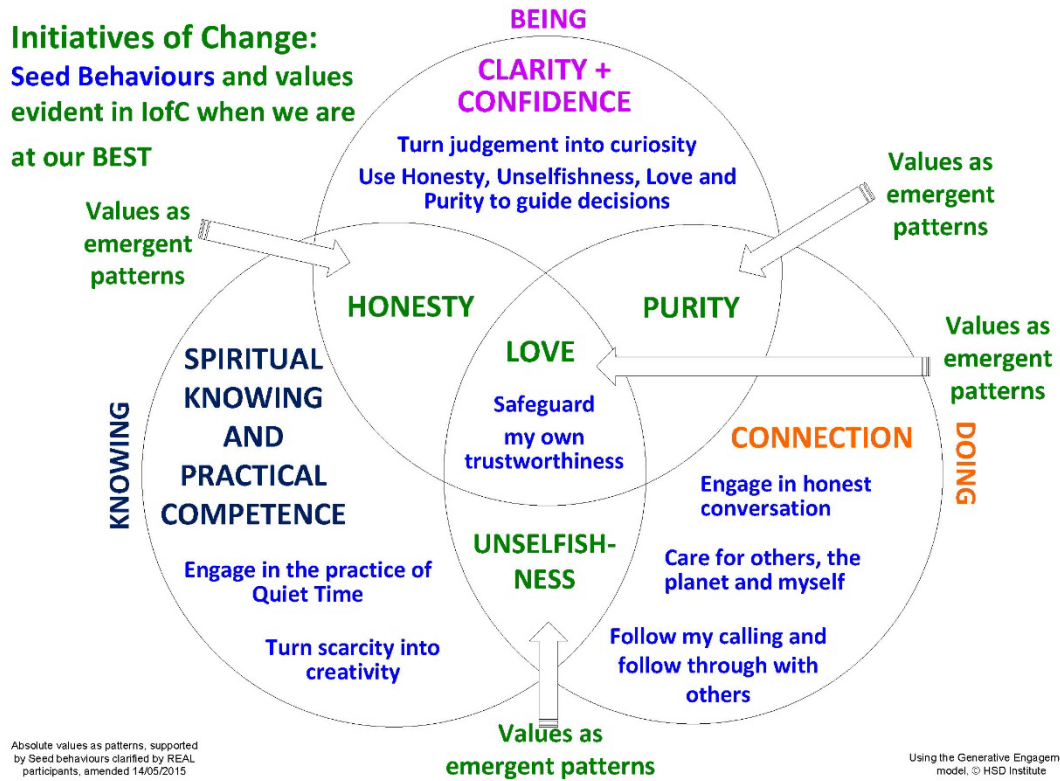 Initiatives of Change:
Seed Behaviours and values
evident in IofC when we are
at our BEST
BEING
CLARITY +
CONFIDENCE
Turn judgement into curiosity
Use Honesty, Unselfishness, Love and
Purity to guide decisions
Values as
emergent
patterns
Values as
emergent
patterns
HONESTY
PURITY
LOVE
Safeguard
my own
trustworthiness
Values as
emergent
patterns
KNOWING
SPIRITUAL
KNOWING
AND
PRACTICAL
COMPETENCE
Engage in the practice of
Quiet Time
Turn scarcity into
creativity
UNSELFISH-
NESS
CONNECTION
DOING
Engage in honest
conversation
Care for others, the
planet and myself
Follow my calling and
follow through with
others
Values as
emergent patterns
Absolute values as patterns, supported
by Seed behaviours clarified by REAL
participants, amended 14/05/2015
Using the Generative Engagem
model, © HSD Institute